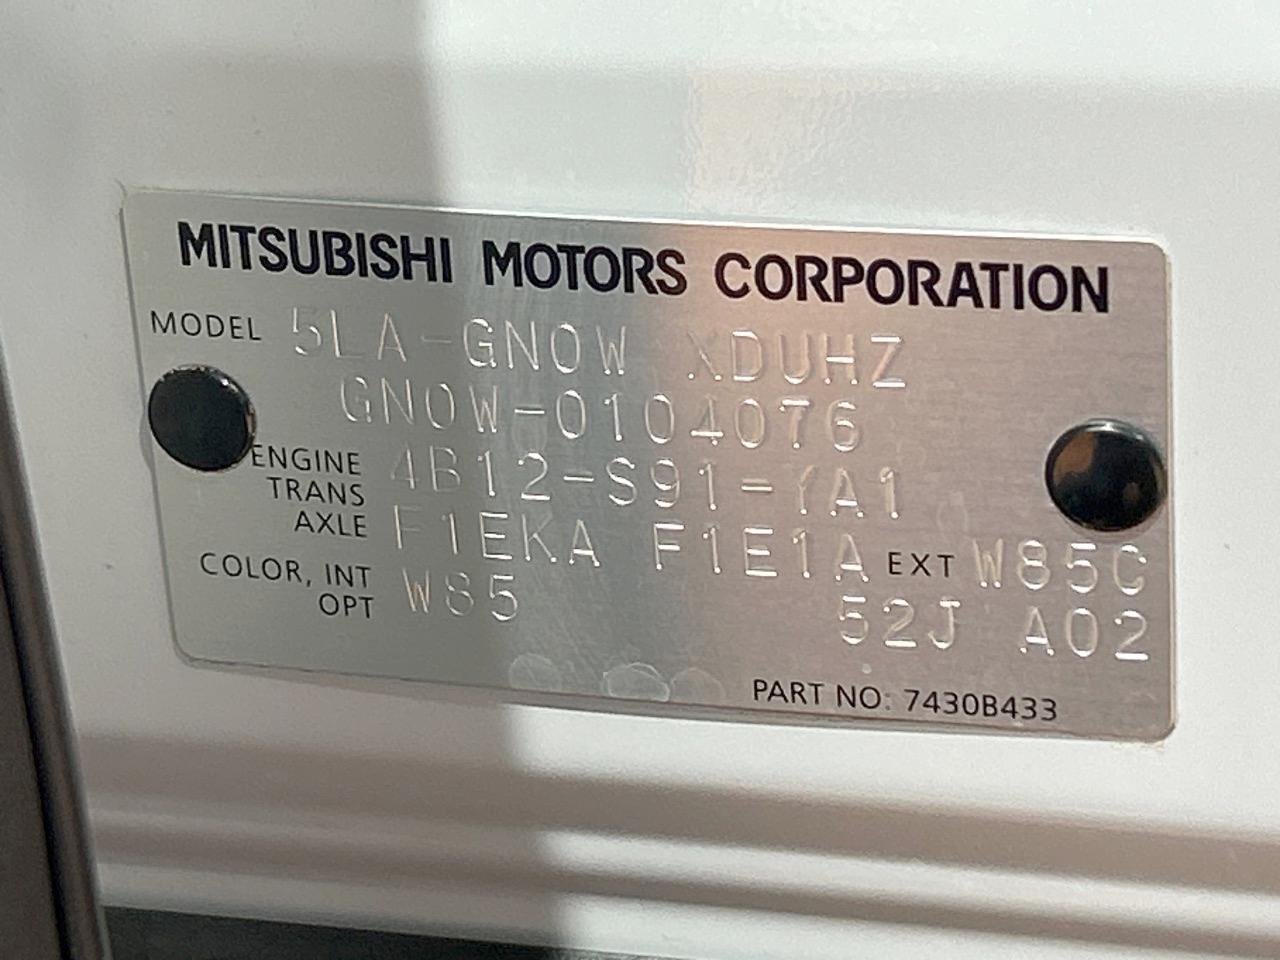 MITSUBISHI MOTORS CORPORATION
MODEL 5LA-GN0W XDUHZ
GN0W-0104076
ENGINE 4B12-S91-YA1
TRANS AXLE F1EKA F1E1A
COLOR, INT OPT W85 EXT W85C
52J A02
PART NO: 7430B433